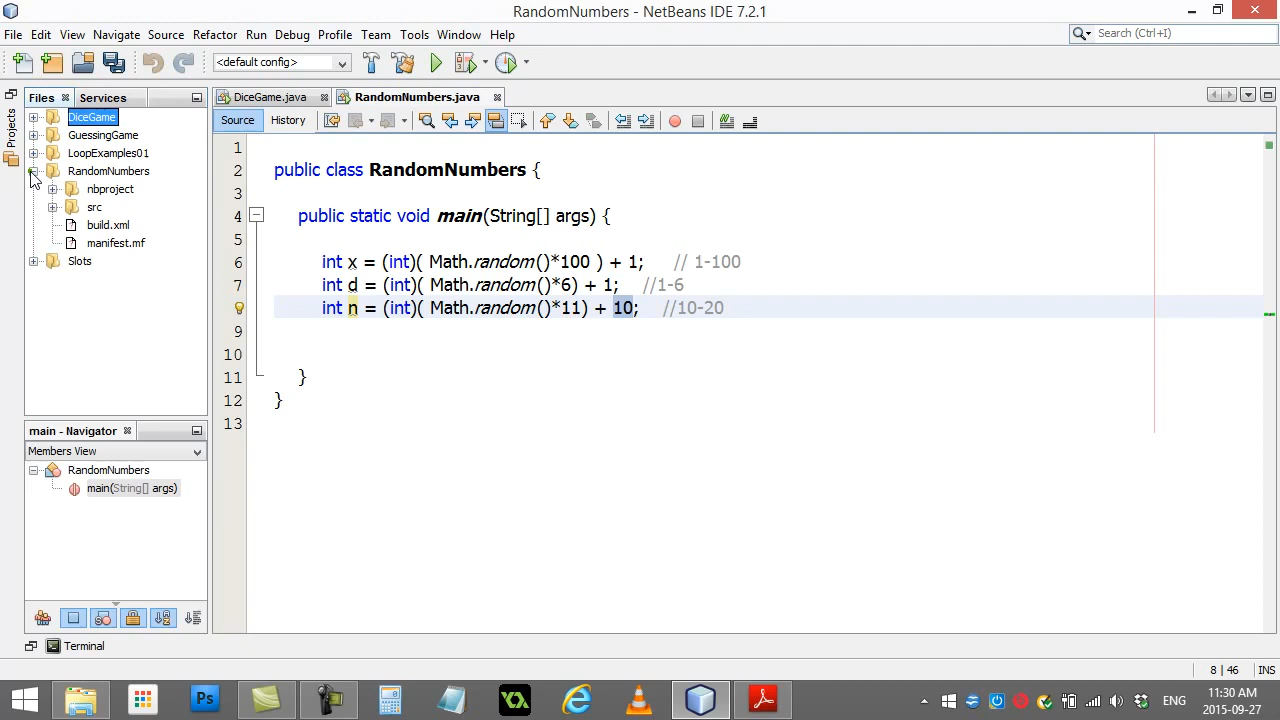 RandomNumbers - NetBeans IDE 7.2.1
File Edit View Navigate Source Refactor Run Debug Profile Team Tools Window Help
Search (Ctrl+I)
<default config>
Projects
Files Services
DiceGame.java RandomNumbers.java
Source History
DiceGame
GuessingGame
LoopExamples01
RandomNumbers
nbproject
src
build.xml
manifest.mf
Slots
1
2 public class RandomNumbers {
3
4 public static void main(String[] args) {
5
6 int x = (int)( Math.random()*100 ) + 1; // 1-100
7 int d = (int)( Math.random()*6) + 1; //1-6
8 int n = (int)( Math.random()*11) + 10; //10-20
9
10
11 }
12 }
13
main - Navigator
Members View
RandomNumbers
main(String[] args)
Terminal
8 | 46 INS
Ps
ENG
11:30 AM
2015-09-27